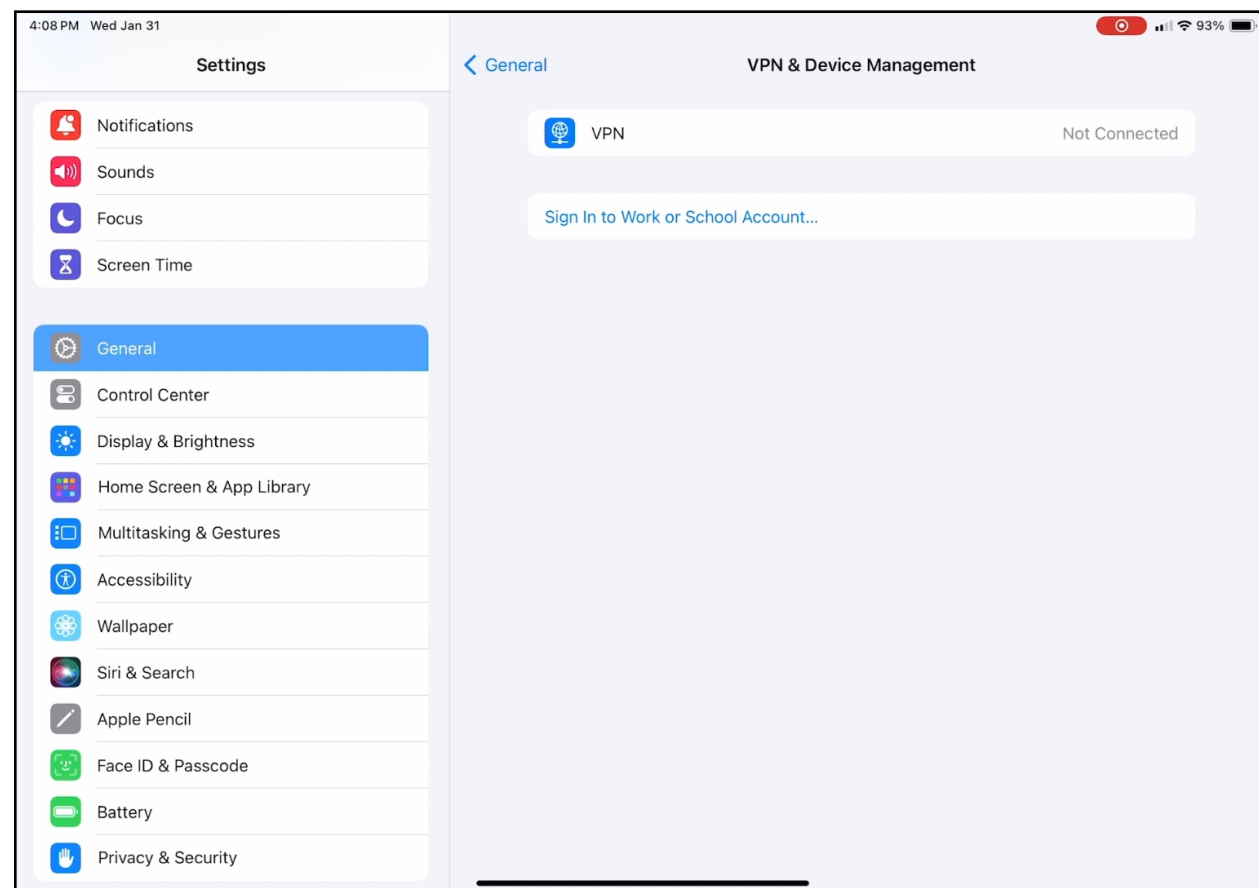 4:08 PM Wed Jan 31
93%
Settings
Notifications
Sounds
Focus
Screen Time
General
Control Center
Display & Brightness
Home Screen & App Library
Multitasking & Gestures
Accessibility
Wallpaper
Siri & Search
Apple Pencil
Face ID & Passcode
Battery
Privacy & Security
General
VPN & Device Management
VPN Not Connected
Sign In to Work or School Account...